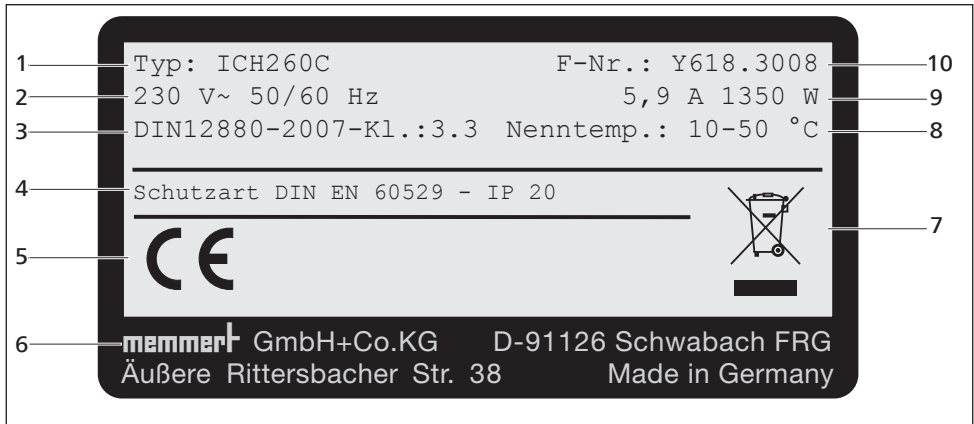 1 Typ: ICH260C F-Nr.: Y618.3008 10
2 230 V~ 50/60 Hz 5,9 A 1350 W 9
3 DIN12880-2007-Kl.:3.3 Nenntemp.: 10-50 °C 8
4 Schutzart DIN EN 60529 - IP 20
5 CE 7
6 memmert GmbH+Co.KG D-91126 Schwabach FRG
Äußere Rittersbacher Str. 38 Made in Germany